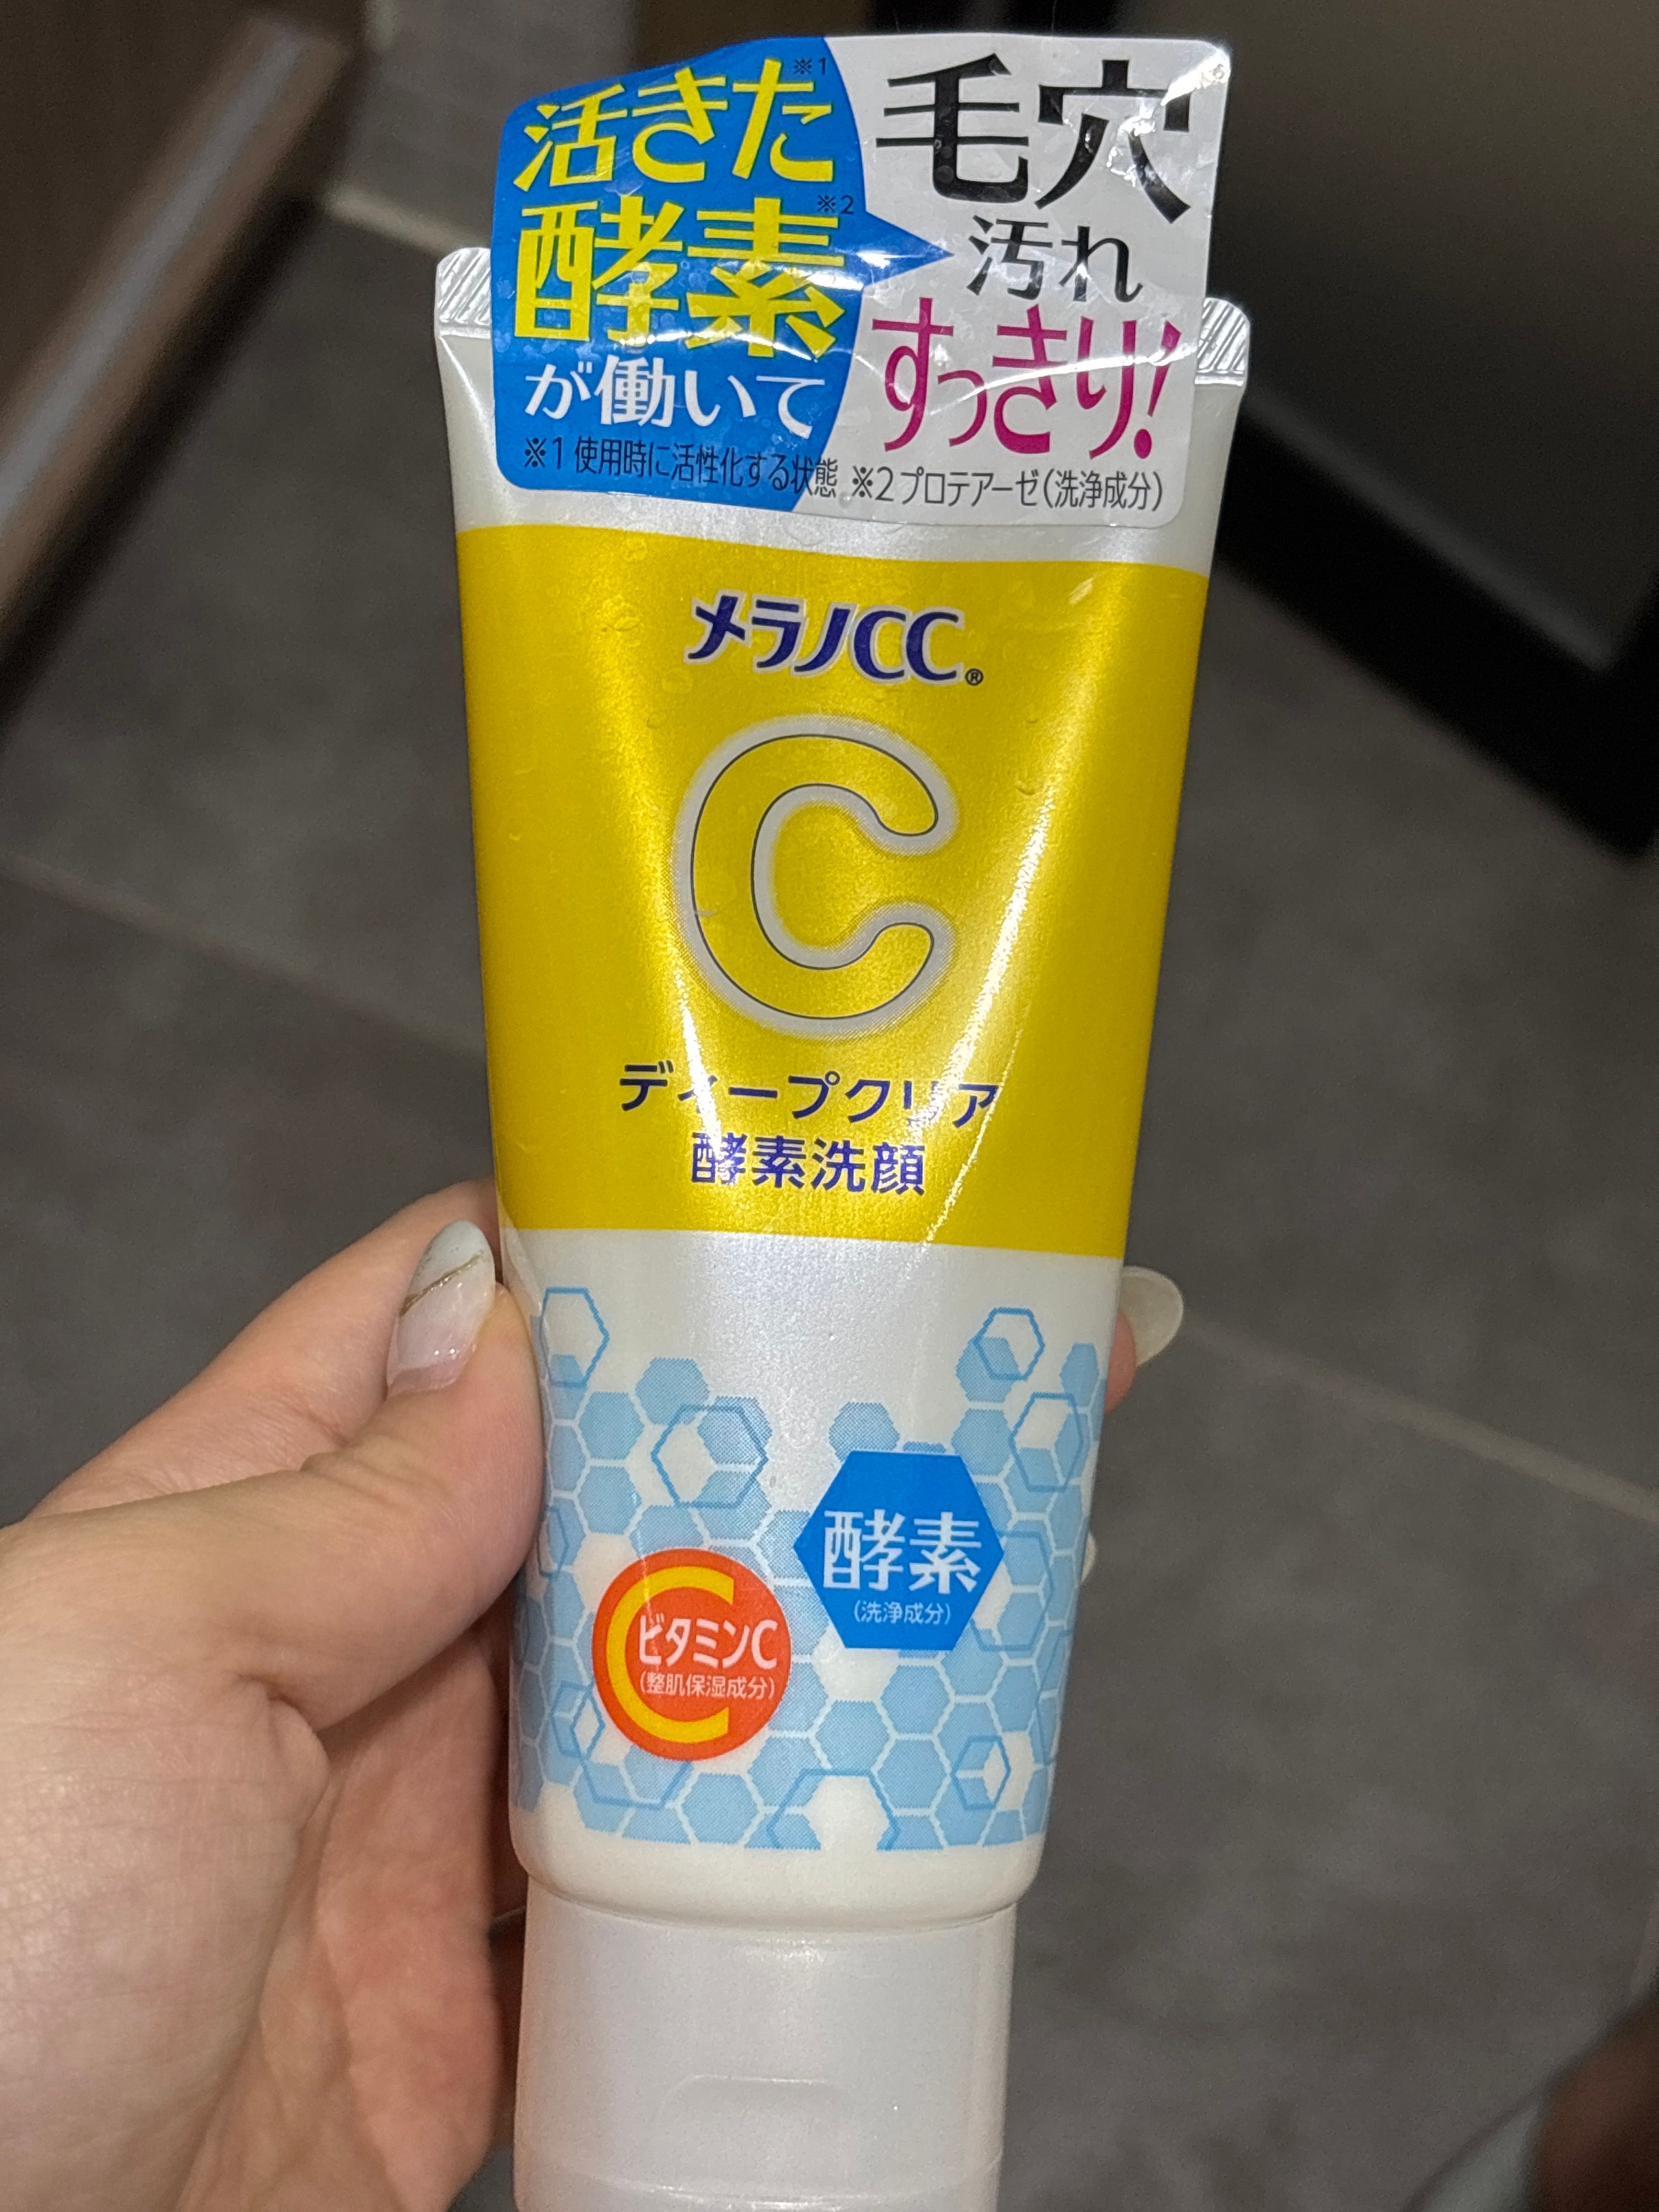 活きた※1
酵素※2
が働いて
毛穴
汚れ
すっきり!
※1 使用時に活性化する状態 ※2 プロテアーゼ(洗浄成分)
メラノCC®
C
ディープクリア
酵素洗顔
酵素
(洗浄成分)
C
ビタミンC
(整肌保湿成分)